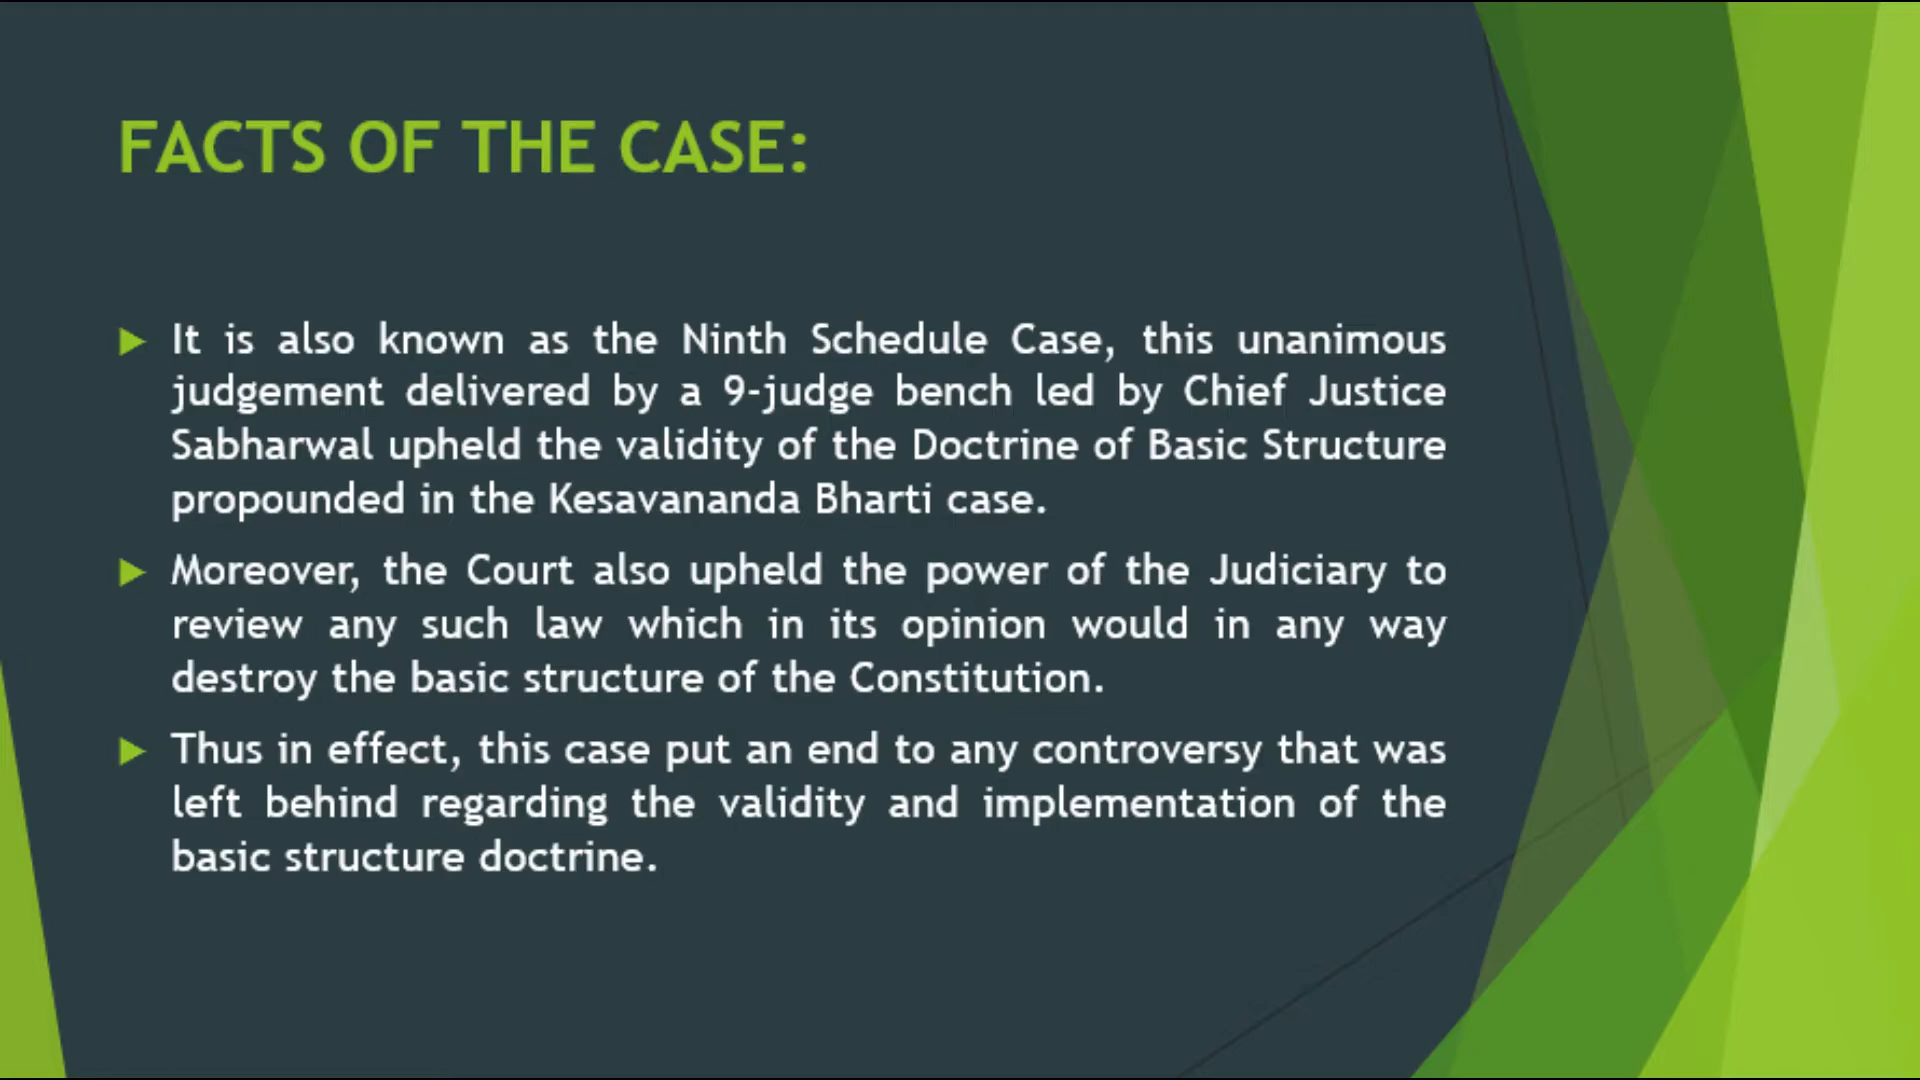 FACTS OF THE CASE:
It is also known as the Ninth Schedule Case, this unanimous
judgement delivered by a 9-judge bench led by Chief Justice
Sabharwal upheld the validity of the Doctrine of Basic Structure
propounded in the Kesavananda Bharti case.
Moreover, the Court also upheld the power of the Judiciary to
review any such law which in its opinion would in any way
destroy the basic structure of the Constitution.
Thus in effect, this case put an end to any controversy that was
left behind regarding the validity and implementation of the
basic structure doctrine.